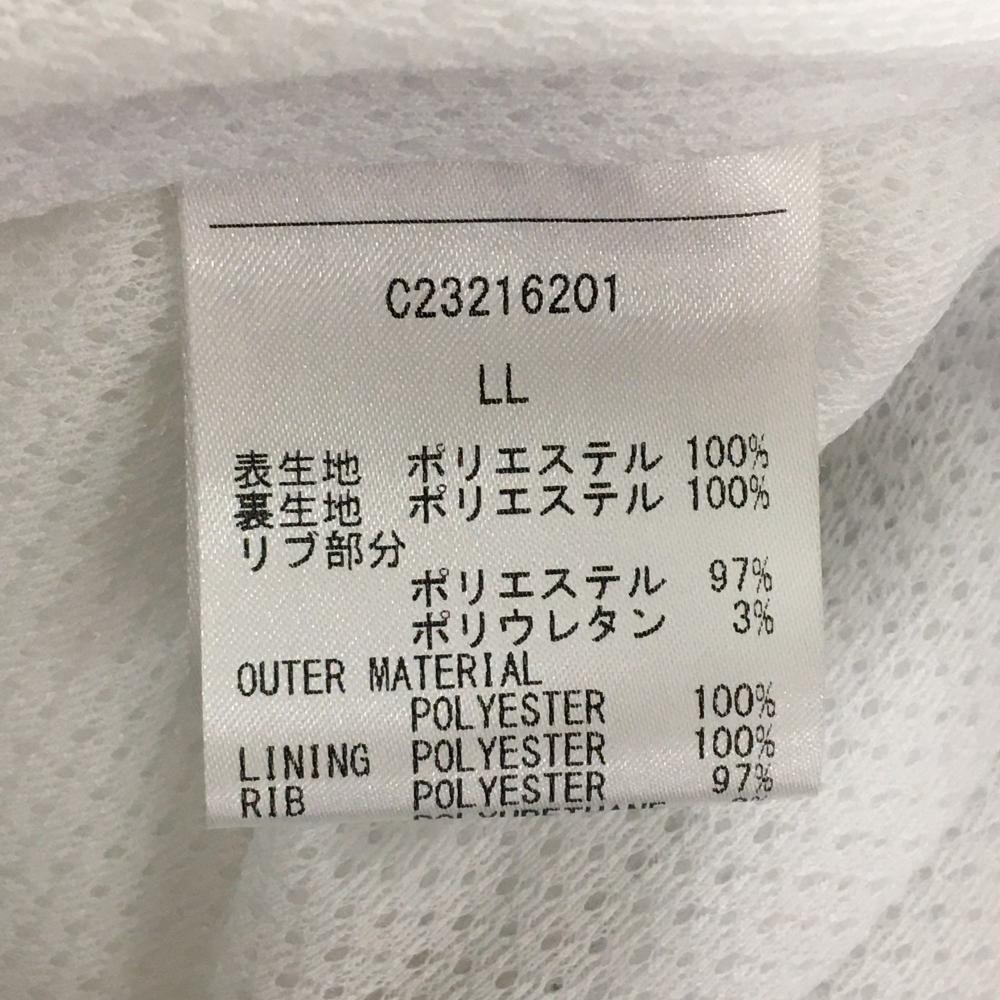 C23216201
LL
表生地 ポリエステル 100%
裏生地 ポリエステル 100%
リブ部分
ポリエステル 97%
ポリウレタン 3%
OUTER MATERIAL
POLYESTER 100%
LINING POLYESTER 100%
RIB POLYESTER 97%
POLYURETHANE